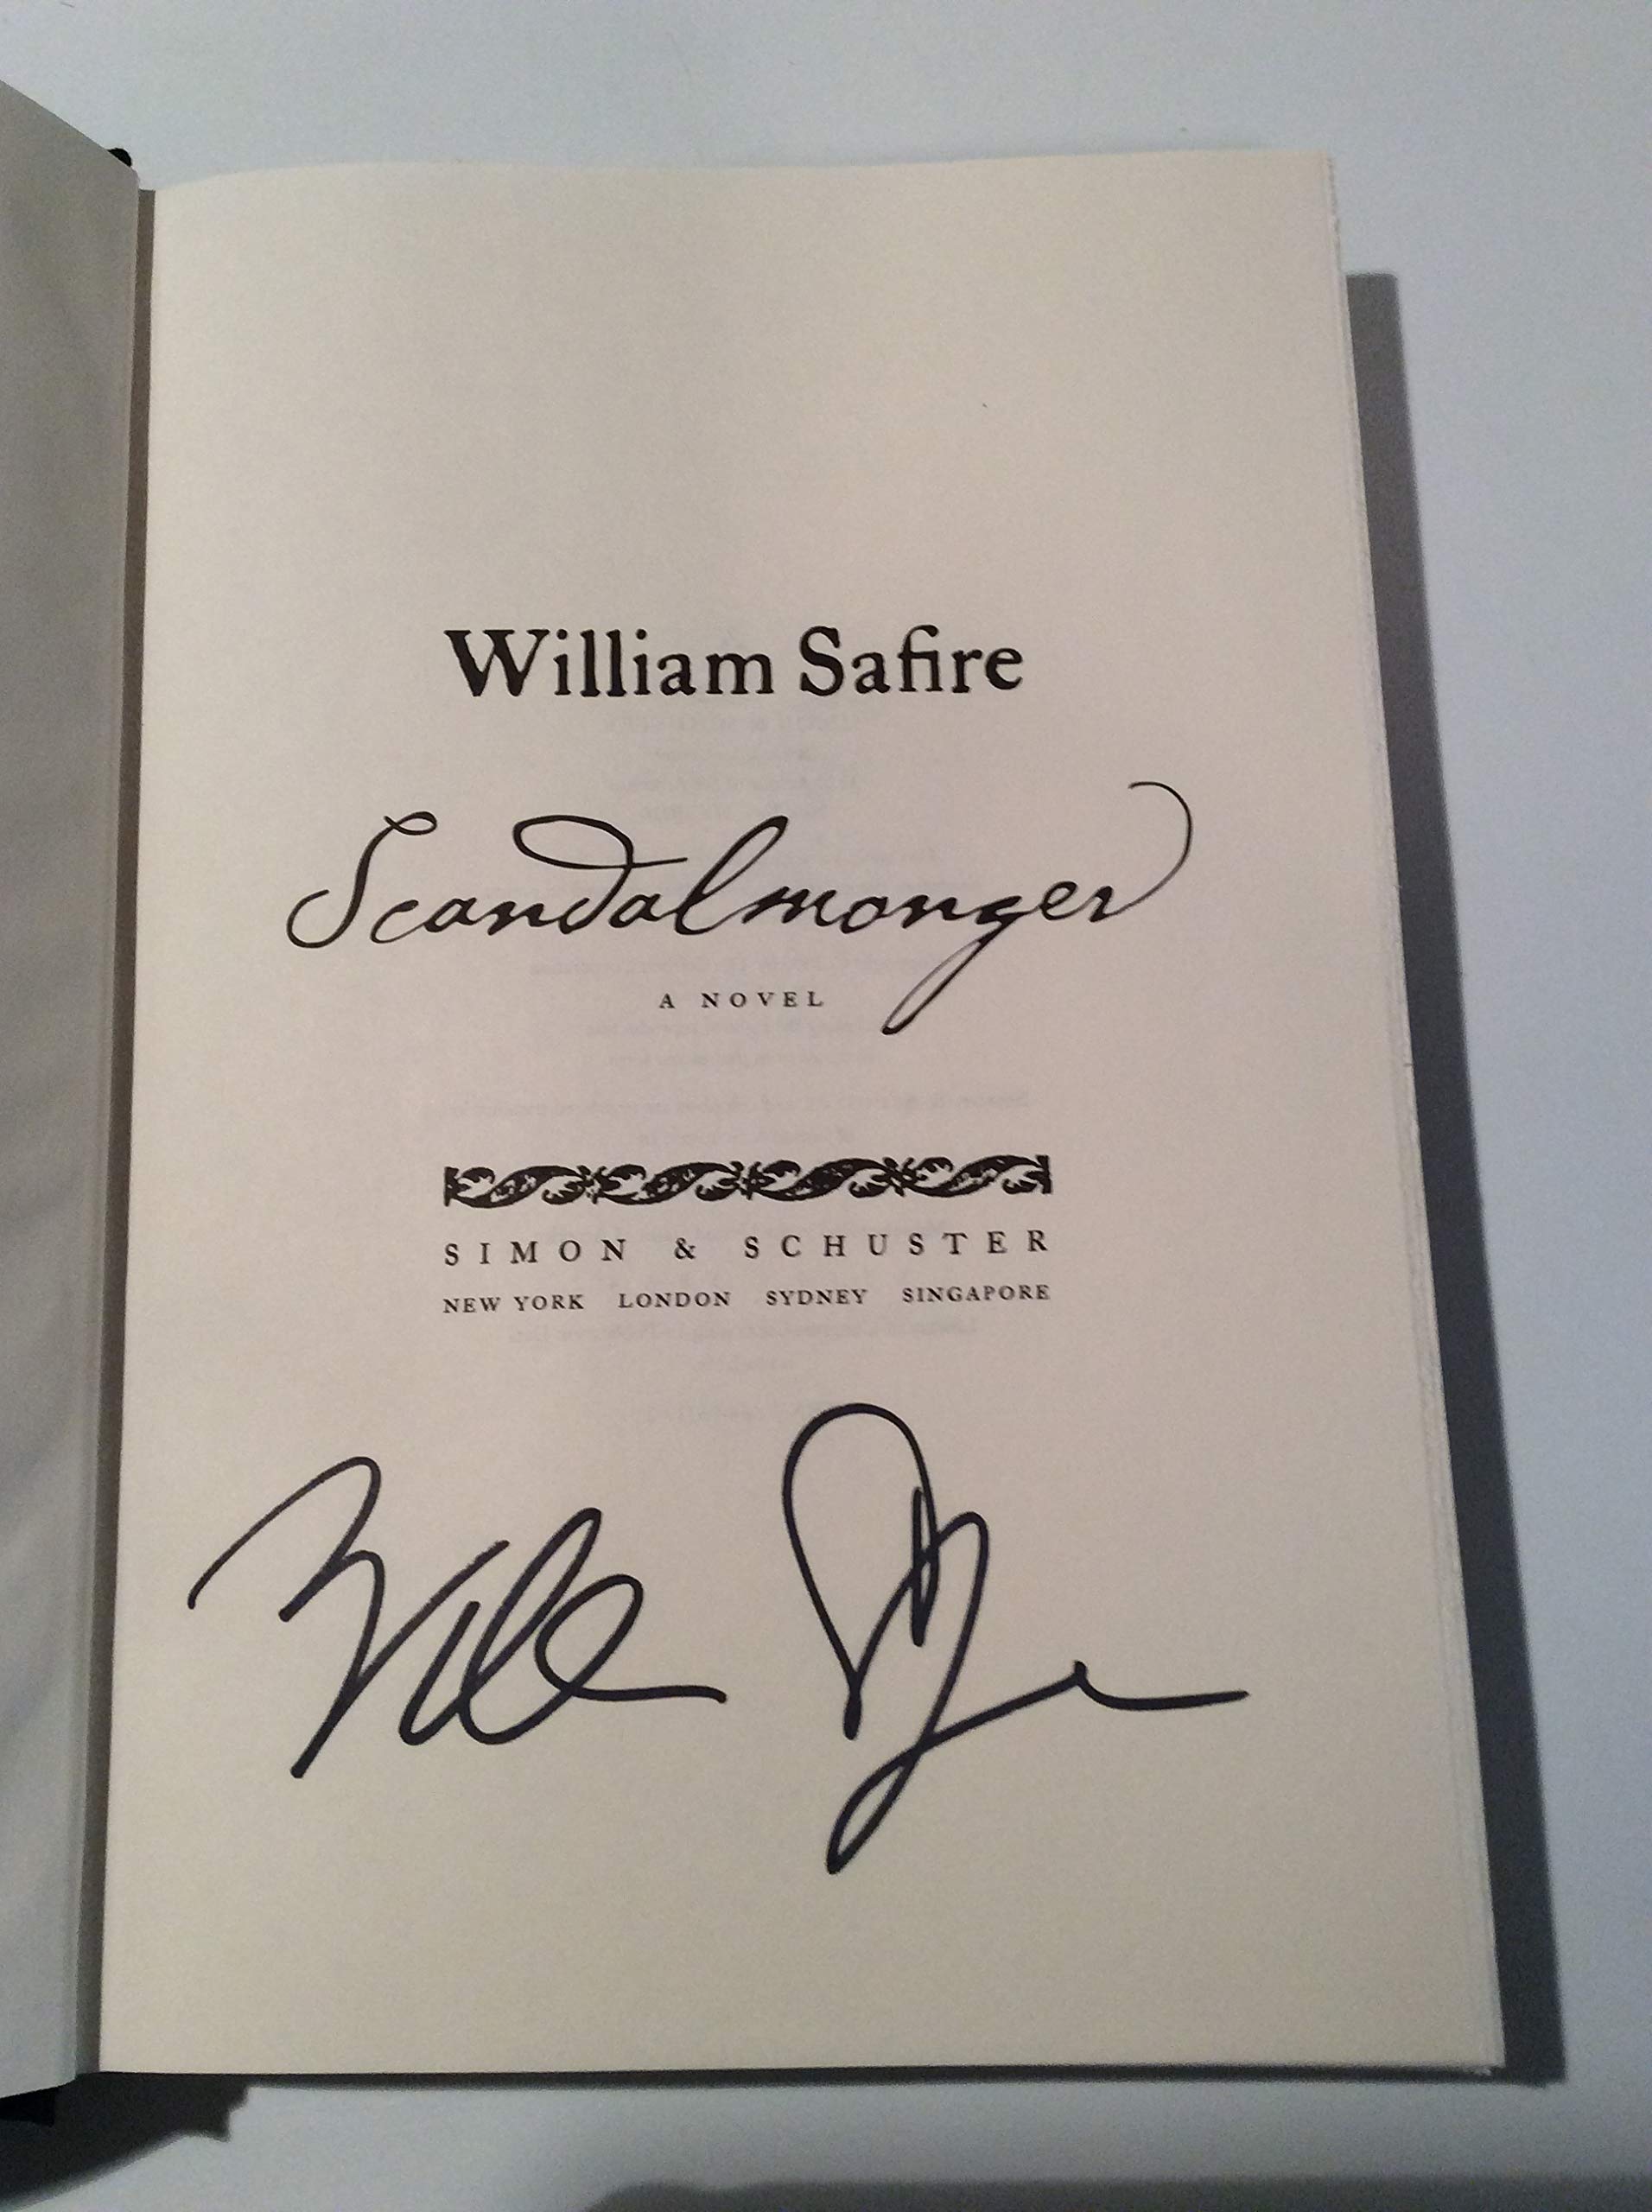 William Safire
Scandalmonger
A NOVEL
SIMON & SCHUSTER
NEW YORK LONDON SYDNEY SINGAPORE